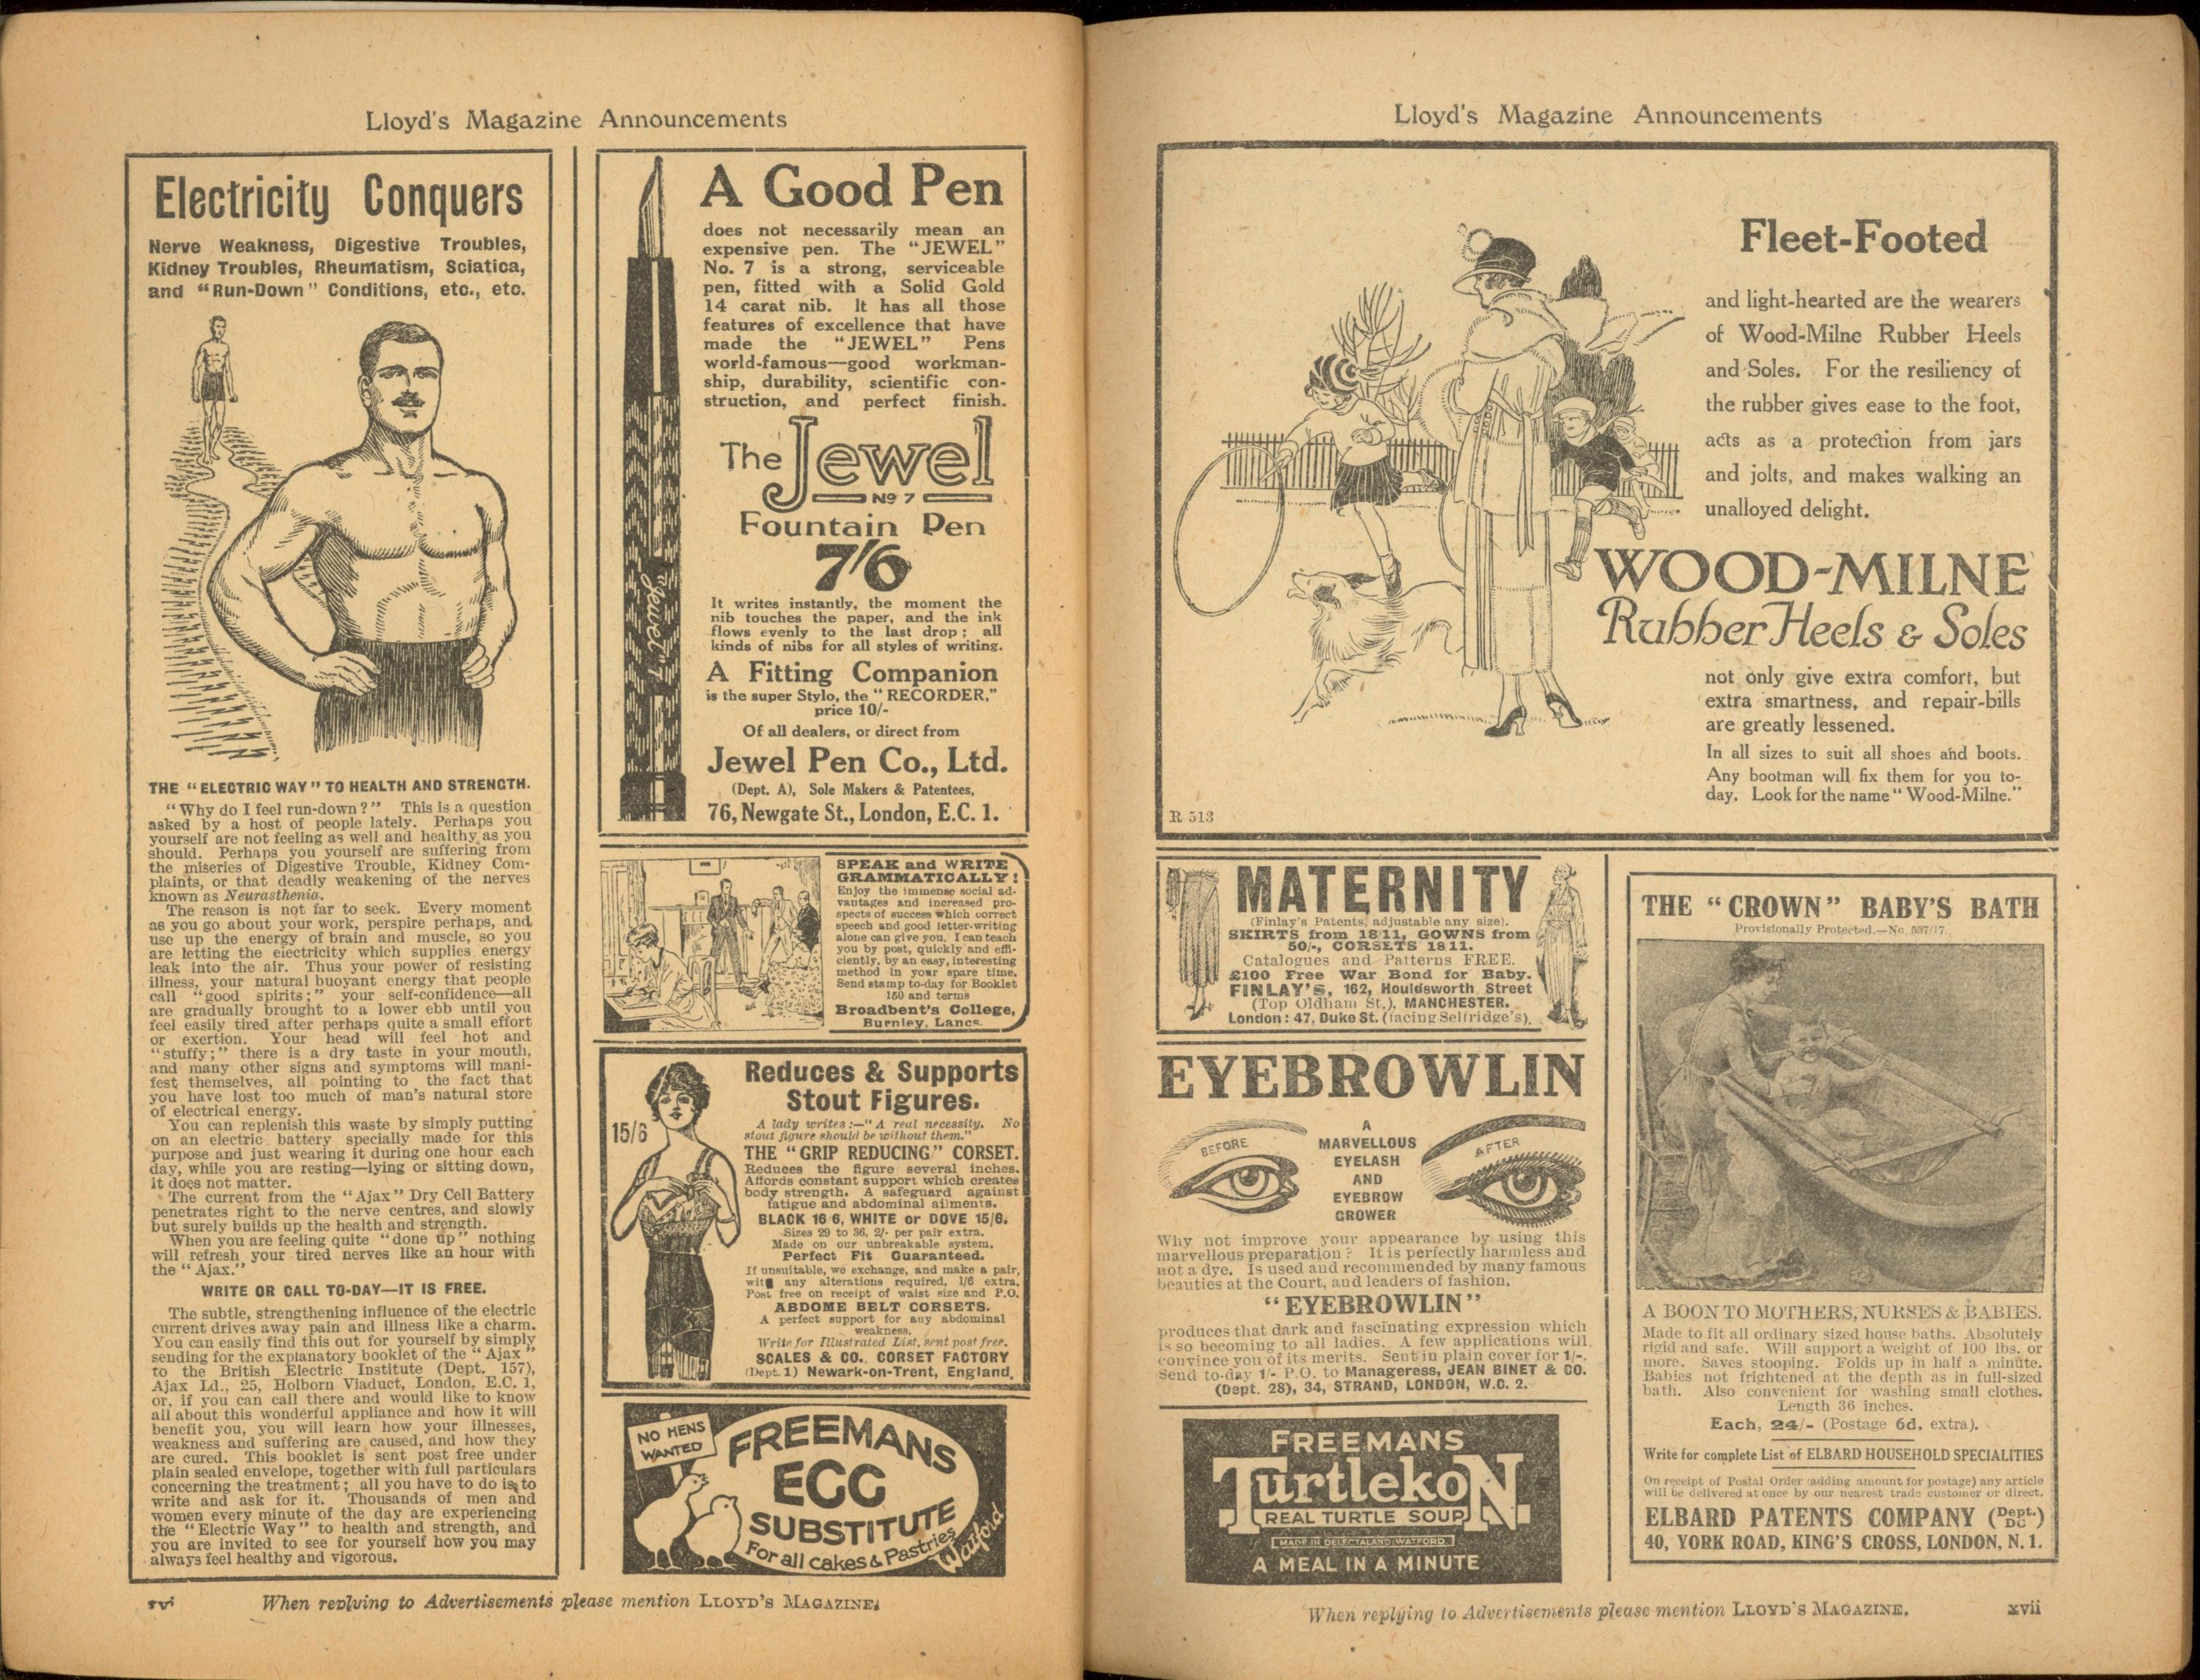 Lloyd's Magazine Announcements
Electricity Conquers
Nerve Weakness, Digestive Troubles,
Kidney Troubles, Rheumatism, Sciatica,
and "Run-Down" Conditions, etc., etc.
THE "ELECTRIC WAY" TO HEALTH AND STRENGTH.
"Why do I feel run-down?" This is a question
asked by a host of people lately. Perhaps you
yourself are not feeling as well and healthy as you
should. Perhaps you yourself are suffering from
the miseries of Digestive Trouble, Kidney Com-
plaints, or that deadly weakening of the nerves
known as Neurasthenia.
The reason is not far to seek. Every moment
as you go about your work, perspire perhaps, and
use up the energy of brain and muscle, so you
are letting the electricity which supplies energy
leak into the air. Thus your power of resisting
illness, your natural buoyant energy that people
call "good spirits;" your self-confidence—all
are gradually brought to a lower ebb until you
feel easily tired after perhaps quite a small effort
or exertion. Your head will feel hot and
"stuffy;" there is a dry taste in your mouth,
and many other signs and symptoms will mani-
fest themselves, all pointing to the fact that
you have lost too much of man's natural store
of electrical energy.
You can replenish this waste by simply putting
on an electric battery specially made for this
purpose and just wearing it during one hour each
day, while you are resting—lying or sitting down,
it does not matter.
The current from the "Ajax" Dry Cell Battery
penetrates right to the nerve centres, and slowly
but surely builds up the health and strength.
When you are feeling quite "done up" nothing
will refresh your tired nerves like an hour with
the "Ajax."
WRITE OR CALL TO-DAY—IT IS FREE.
The subtle, strengthening influence of the electric
current drives away pain and illness like a charm.
You can easily find this out for yourself by simply
sending for the explanatory booklet of the "Ajax"
to the British Electric Institute (Dept. 157),
Ajax Ld., 25, Holborn Viaduct, London, E.C. 1,
or, if you can call there and would like to know
all about this wonderful appliance and how it will
benefit you, you will learn how your illnesses,
weakness and suffering are caused, and how they
are cured. This booklet is sent post free under
plain sealed envelope, together with full particulars
concerning the treatment; all you have to do is to
write and ask for it. Thousands of men and
women every minute of the day are experiencing
the "Electric Way" to health and strength, and
you are invited to see for yourself how you may
always feel healthy and vigorous.
A Good Pen
does not necessarily mean an
expensive pen. The "JEWEL"
No. 7 is a strong, serviceable
pen, fitted with a Solid Gold
14 carat nib. It has all those
features of excellence that have
made the "JEWEL" Pens
world-famous—good workman-
ship, durability, scientific con-
struction, and perfect finish.
The Jewel
No 7
Fountain Pen
7/6
"Jewel" 7
It writes instantly, the moment the
nib touches the paper, and the ink
flows evenly to the last drop; all
kinds of nibs for all styles of writing.
A Fitting Companion
is the super Stylo, the "RECORDER,"
price 10/-
Of all dealers, or direct from
Jewel Pen Co., Ltd.
(Dept. A), Sole Makers & Patentees,
76, Newgate St., London, E.C. 1.
SPEAK and WRITE
GRAMMATICALLY!
Enjoy the immense social ad-
vantages and increased pro-
spects of success which correct
speech and good letter-writing
alone can give you. I can teach
you by post, quickly and effi-
ciently, by an easy, interesting
method in your spare time.
Send stamp to-day for Booklet
150 and terms
Broadbent's College,
Burnley, Lancs.
Reduces & Supports
Stout Figures.
15/6
A lady writes:—"A real necessity. No
stout figure should be without them."
THE "GRIP REDUCING" CORSET.
Reduces the figure several inches.
Affords constant support which creates
body strength. A safeguard against
fatigue and abdominal ailments.
BLACK 16 6, WHITE or DOVE 15/6.
Sizes 29 to 36, 2/- per pair extra.
Made on our unbreakable system.
Perfect Fit Guaranteed.
If unsuitable, we exchange, and make a pair,
with any alterations required, 1/6 extra.
Post free on receipt of waist size and P.O.
ABDOME BELT CORSETS.
A perfect support for any abdominal
weakness.
Write for Illustrated List, sent post free.
SCALES & CO. CORSET FACTORY
(Dept. 1) Newark-on-Trent, England.
NO HENS
WANTED
FREEMANS
EGG
SUBSTITUTE
For all cakes & Pastries
Watford
xvi
When replying to Advertisements please mention LLOYD'S MAGAZINE.
Lloyd's Magazine Announcements
Fleet-Footed
and light-hearted are the wearers
of Wood-Milne Rubber Heels
and Soles. For the resiliency of
the rubber gives ease to the foot,
acts as a protection from jars
and jolts, and makes walking an
unalloyed delight.
WOOD-MILNE
Rubber Heels & Soles
not only give extra comfort, but
extra smartness, and repair-bills
are greatly lessened.
In all sizes to suit all shoes and boots.
Any bootman will fix them for you to-
day. Look for the name "Wood-Milne."
R 513
MATERNITY
(Finlay's Patents, adjustable any size).
SKIRTS from 18/11, GOWNS from
50/-, CORSETS 18 11.
Catalogues and Patterns FREE.
£100 Free War Bond for Baby.
FINLAY'S, 162, Houldsworth Street
(Top Oldham St.), MANCHESTER.
London: 47, Duke St. (facing Selfridge's).
EYEBROWLIN
BEFORE
A
MARVELLOUS
EYELASH
AND
EYEBROW
GROWER
AFTER
Why not improve your appearance by using this
marvellous preparation? It is perfectly harmless and
not a dye. Is used and recommended by many famous
beauties at the Court, and leaders of fashion.
"EYEBROWLIN"
produces that dark and fascinating expression which
is so becoming to all ladies. A few applications will
convince you of its merits. Sent in plain cover for 1/-.
Send to-day 1/- P.O. to Manageress, JEAN BINET & CO.
(Dept. 28), 34, STRAND, LONDON, W.C. 2.
FREEMANS
TurtlekoN
REAL TURTLE SOUP
MADE IN DELECTALAND: WATFORD
A MEAL IN A MINUTE
THE "CROWN" BABY'S BATH
Provisionally Protected.—No. 537/17.
A BOON TO MOTHERS, NURSES & BABIES.
Made to fit all ordinary sized house baths. Absolutely
rigid and safe. Will support a weight of 100 lbs. or
more. Saves stooping. Folds up in half a minute.
Babies not frightened at the depth as in full-sized
bath. Also convenient for washing small clothes.
Length 36 inches.
Each, 24/- (Postage 6d. extra).
Write for complete List of ELBARD HOUSEHOLD SPECIALITIES
On receipt of Postal Order (adding amount for postage) any article
will be delivered at once by our nearest trade customer or direct.
ELBARD PATENTS COMPANY (Dept. DC)
40, YORK ROAD, KING'S CROSS, LONDON, N. 1.
When replying to Advertisements please mention LLOYD'S MAGAZINE.
xvii